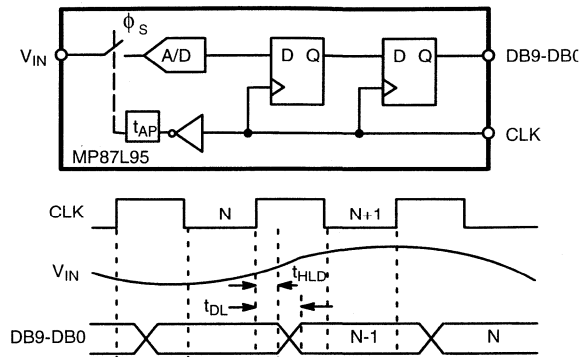 ϕS
VIN
A/D
D Q
D Q
DB9-DB0
tAP
CLK
MP87L95
CLK
N
N+1
VIN
tHLD
tDL
DB9-DB0
N-1
N